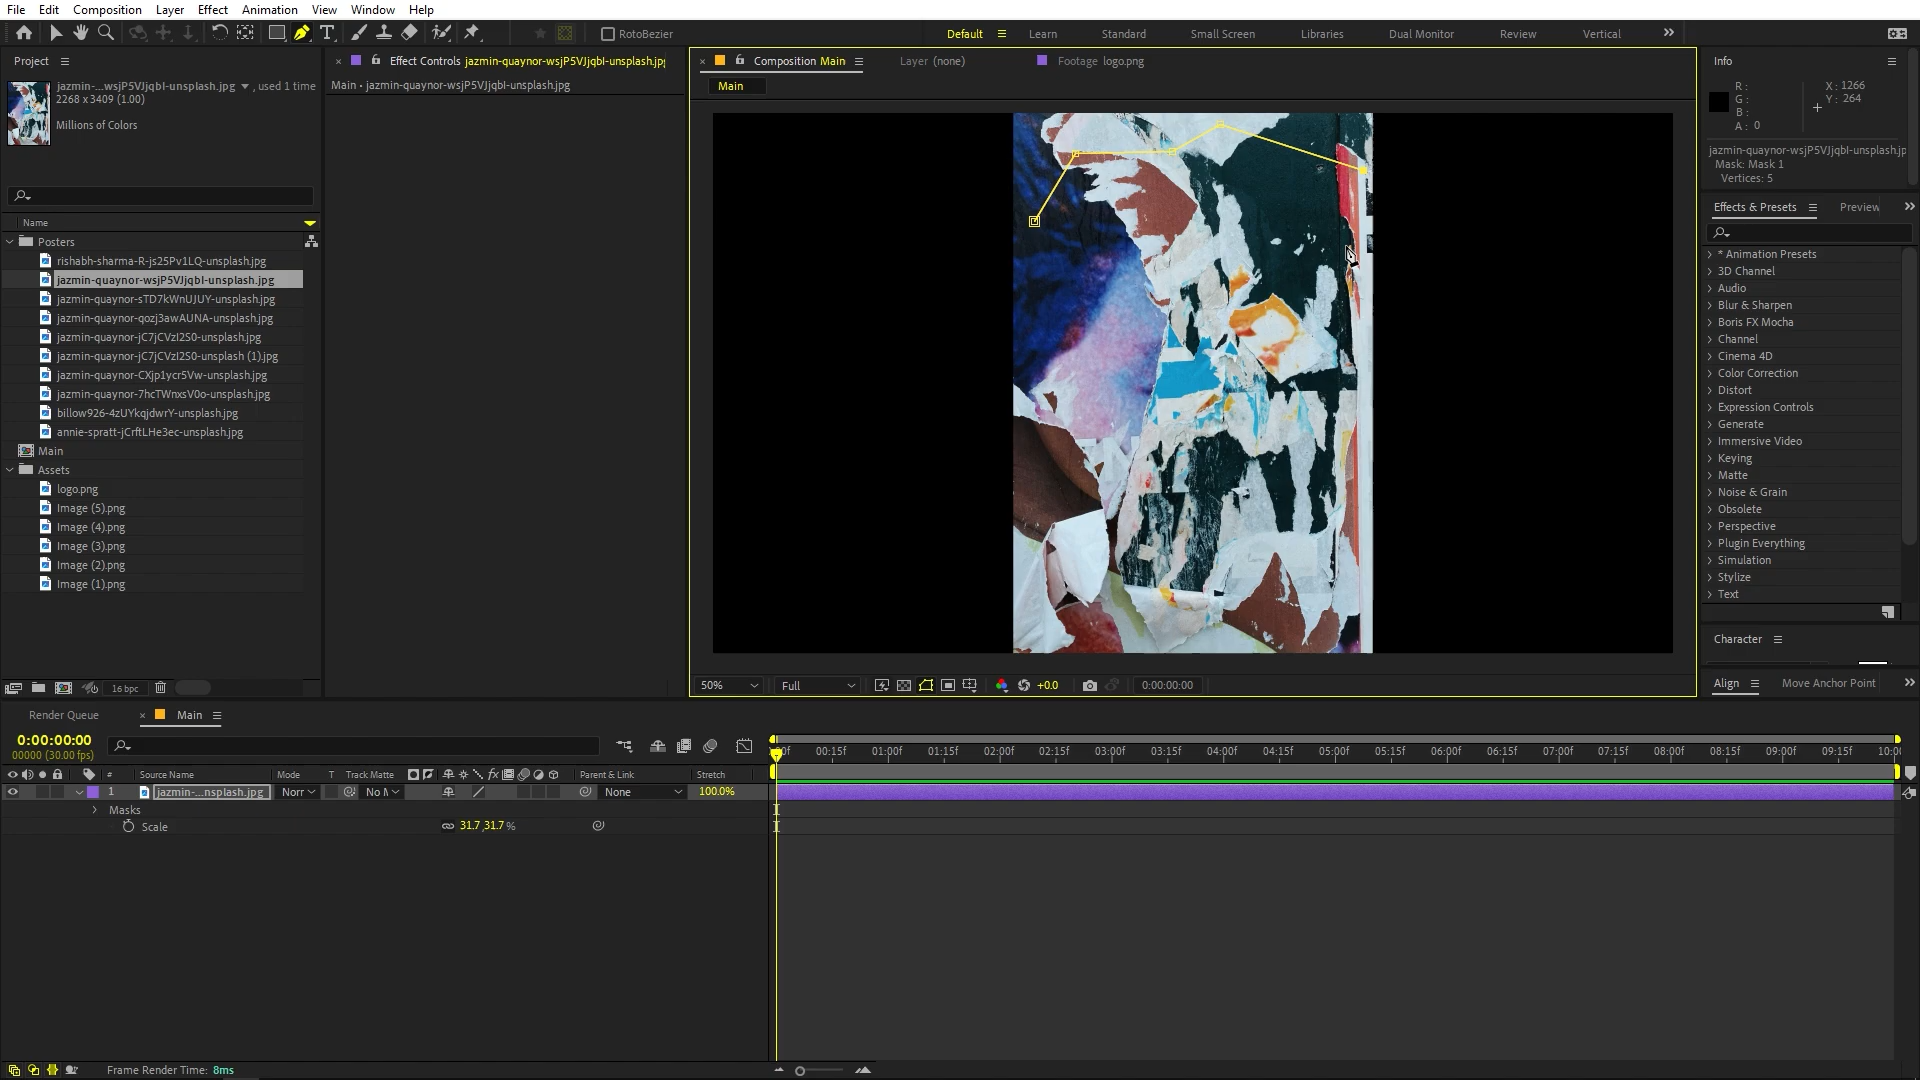 File Edit Composition Layer Effect Animation View Window Help
RotoBezier
Default Learn Standard Small Screen Libraries Dual Monitor Review Vertical
Project
jazmin-...wsjP5VJjqbI-unsplash.jpg , used 1 time
2268 x 3409 (1.00)
Millions of Colors
Name
Posters
rishabh-sharma-R-js25Pv1LQ-unsplash.jpg
jazmin-quaynor-wsjP5VJjqbI-unsplash.jpg
jazmin-quaynor-sTD7kWnUJUY-unsplash.jpg
jazmin-quaynor-qozj3awAUNA-unsplash.jpg
jazmin-quaynor-jC7jCVzI2S0-unsplash.jpg
jazmin-quaynor-jC7jCVzI2S0-unsplash (1).jpg
jazmin-quaynor-CXjp1ycr5Vw-unsplash.jpg
jazmin-quaynor-7hcTWnxsV0o-unsplash.jpg
billow926-4zUYkqjdwrY-unsplash.jpg
annie-spratt-jCrftLHe3ec-unsplash.jpg
Main
Assets
logo.png
Image (5).png
Image (4).png
Image (3).png
Image (2).png
Image (1).png
16 bpc
Effect Controls jazmin-quaynor-wsjP5VJjqbI-unsplash.jp
Main • jazmin-quaynor-wsjP5VJjqbI-unsplash.jpg
Composition Main
Layer (none)
Footage logo.png
Main
50% Full +0.0 0:00:00:00
Info
R :
G :
B :
A : 0
X : 1266
Y : 264
jazmin-quaynor-wsjP5VJjqbI-unsplash.jp
Mask: Mask 1
Vertices: 5
Effects & Presets Preview
* Animation Presets
3D Channel
Audio
Blur & Sharpen
Boris FX Mocha
Channel
Cinema 4D
Color Correction
Distort
Expression Controls
Generate
Immersive Video
Keying
Matte
Noise & Grain
Obsolete
Perspective
Plugin Everything
Simulation
Stylize
Text
Character
Align Move Anchor Point
Render Queue Main
0:00:00:00
00000 (30.00 fps)
# Source Name Mode T Track Matte fx Parent & Link Stretch
1 jazmin-...nsplash.jpg Norr No M None 100.0%
Masks
Scale 31.7,31.7 %
:00f 00:15f 01:00f 01:15f 02:00f 02:15f 03:00f 03:15f 04:00f 04:15f 05:00f 05:15f 06:00f 06:15f 07:00f 07:15f 08:00f 08:15f 09:00f 09:15f 10:0
Frame Render Time: 8ms